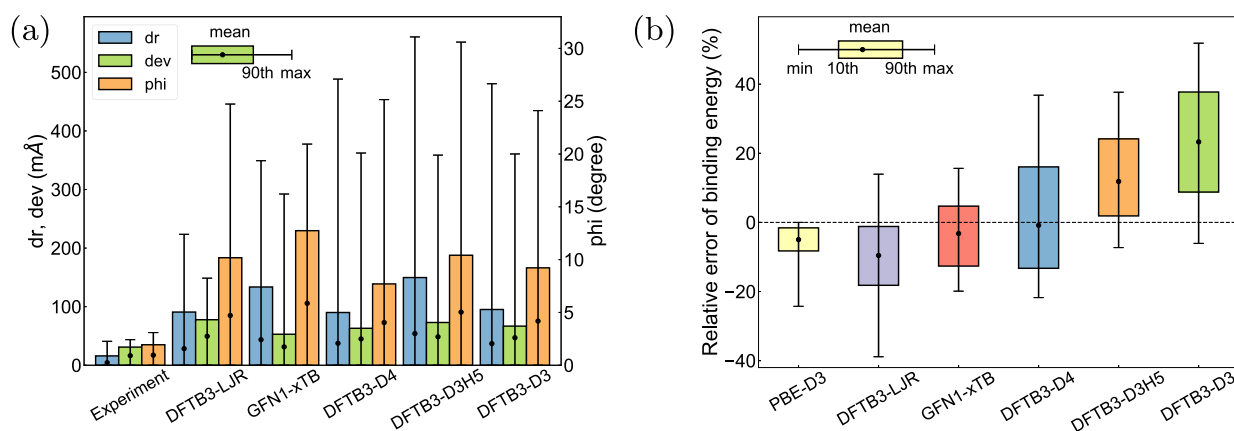 (a)
dr
dev
phi
mean
90th max
dr, dev (mÅ)
500
400
300
200
100
0
phi (degree)
30
25
20
15
10
5
0
Experiment
DFTB3-LJR
GFN1-xTB
DFTB3-D4
DFTB3-D3H5
DFTB3-D3
(b)
mean
min 10th 90th max
Relative error of binding energy (%)
40
20
0
−20
−40
PBE-D3
DFTB3-LJR
GFN1-xTB
DFTB3-D4
DFTB3-D3H5
DFTB3-D3